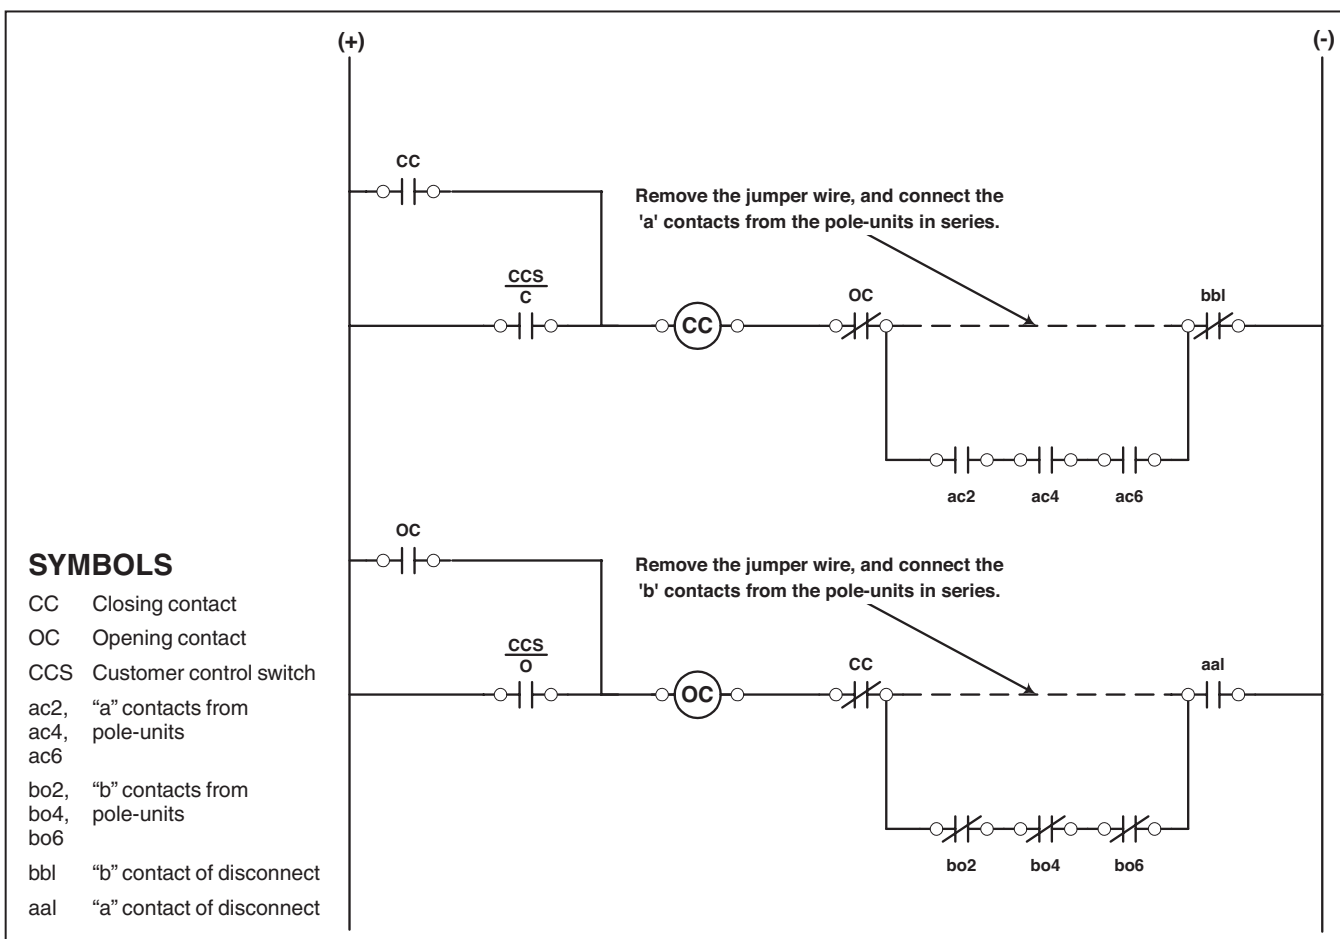 (+)
(-)
CC
Remove the jumper wire, and connect the
'a' contacts from the pole-units in series.
CCS
C
CC
OC
bbl
ac2
ac4
ac6
OC
Remove the jumper wire, and connect the
'b' contacts from the pole-units in series.
CCS
O
OC
CC
aal
bo2
bo4
bo6
SYMBOLS
CC Closing contact
OC Opening contact
CCS Customer control switch
ac2, “a” contacts from
ac4, pole-units
ac6
bo2, “b” contacts from
bo4, pole-units
bo6
bbl “b” contact of disconnect
aal “a” contact of disconnect